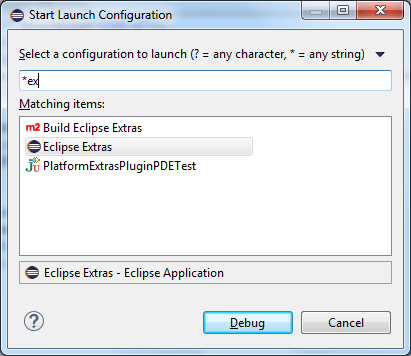 Start Launch Configuration
Select a configuration to launch (? = any character, * = any string)
*ex
Matching items:
m2 Build Eclipse Extras
Eclipse Extras
JU PlatformExtrasPluginPDETest
Eclipse Extras - Eclipse Application
? Debug Cancel